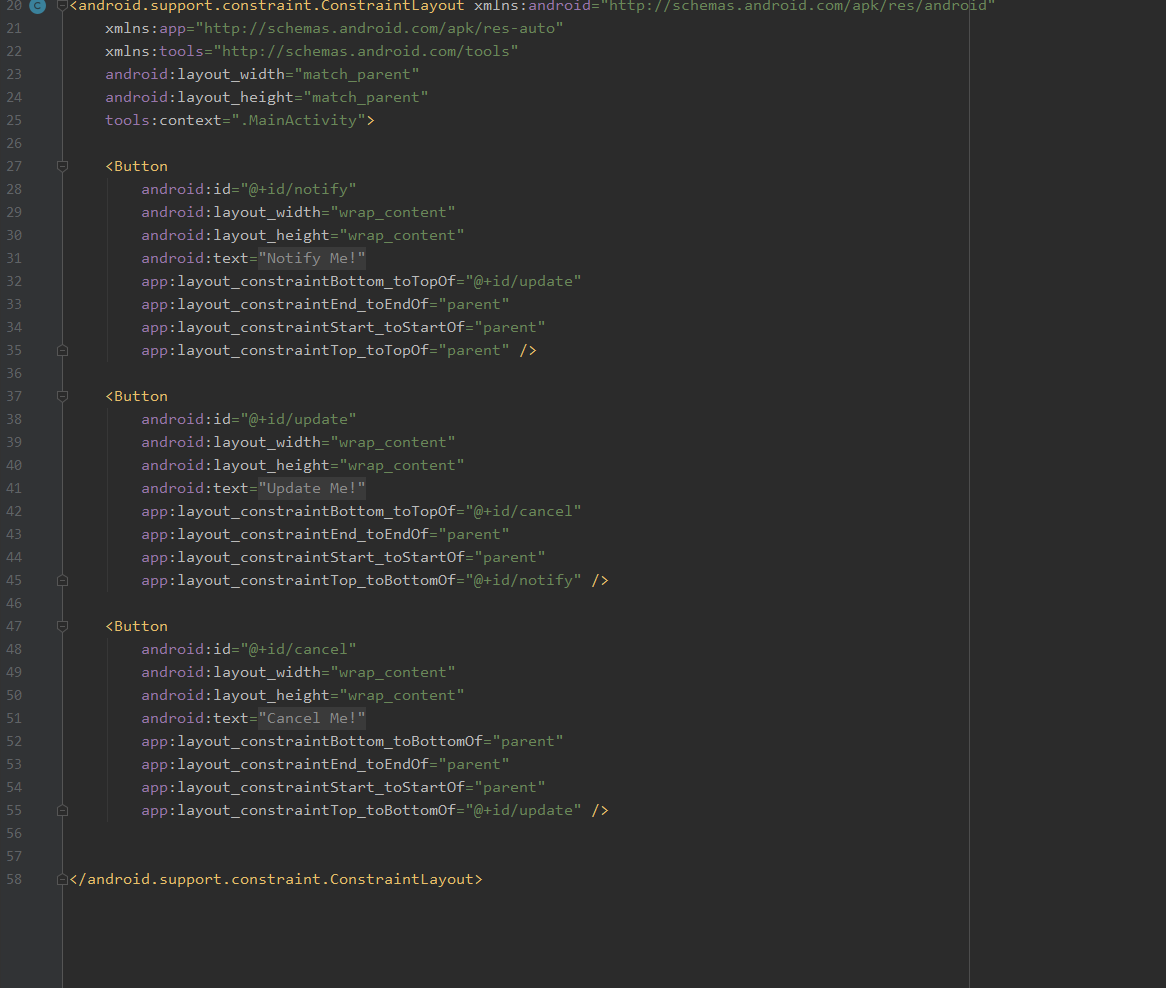 20 C <android.support.constraint.ConstraintLayout xmlns:android="http://schemas.android.com/apk/res/android"
21     xmlns:app="http://schemas.android.com/apk/res-auto"
22     xmlns:tools="http://schemas.android.com/tools"
23     android:layout_width="match_parent"
24     android:layout_height="match_parent"
25     tools:context=".MainActivity">
26
27     <Button
28         android:id="@+id/notify"
29         android:layout_width="wrap_content"
30         android:layout_height="wrap_content"
31         android:text="Notify Me!"
32         app:layout_constraintBottom_toTopOf="@+id/update"
33         app:layout_constraintEnd_toEndOf="parent"
34         app:layout_constraintStart_toStartOf="parent"
35         app:layout_constraintTop_toTopOf="parent" />
36
37     <Button
38         android:id="@+id/update"
39         android:layout_width="wrap_content"
40         android:layout_height="wrap_content"
41         android:text="Update Me!"
42         app:layout_constraintBottom_toTopOf="@+id/cancel"
43         app:layout_constraintEnd_toEndOf="parent"
44         app:layout_constraintStart_toStartOf="parent"
45         app:layout_constraintTop_toBottomOf="@+id/notify" />
46
47     <Button
48         android:id="@+id/cancel"
49         android:layout_width="wrap_content"
50         android:layout_height="wrap_content"
51         android:text="Cancel Me!"
52         app:layout_constraintBottom_toBottomOf="parent"
53         app:layout_constraintEnd_toEndOf="parent"
54         app:layout_constraintStart_toStartOf="parent"
55         app:layout_constraintTop_toBottomOf="@+id/update" />
56
57
58 </android.support.constraint.ConstraintLayout>